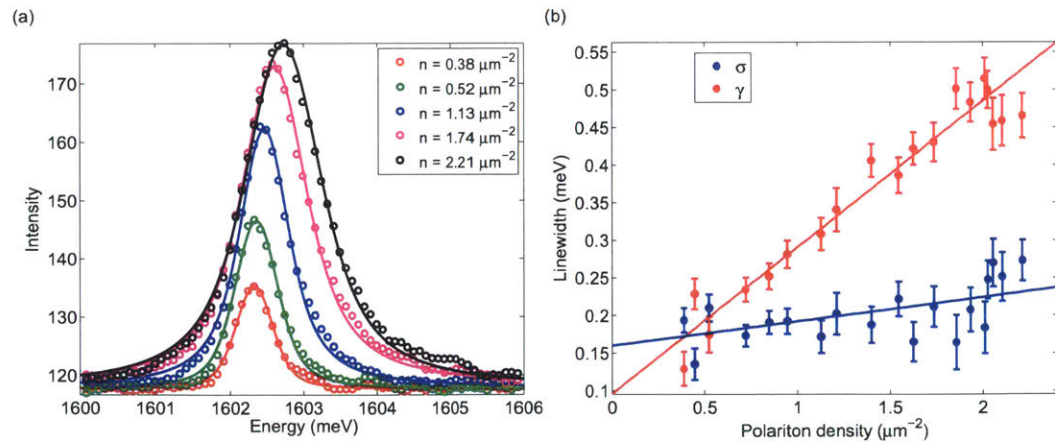 (a)
170
160
150
140
130
120
Intensity
1600
1601
1602
1603
1604
1605
1606
Energy (meV)
n = 0.38 μm⁻²
n = 0.52 μm⁻²
n = 1.13 μm⁻²
n = 1.74 μm⁻²
n = 2.21 μm⁻²
(b)
0.55
0.5
0.45
0.4
0.35
0.3
0.25
0.2
0.15
0.1
Linewidth (meV)
0
0.5
1
1.5
2
Polariton density (μm⁻²)
σ
γ